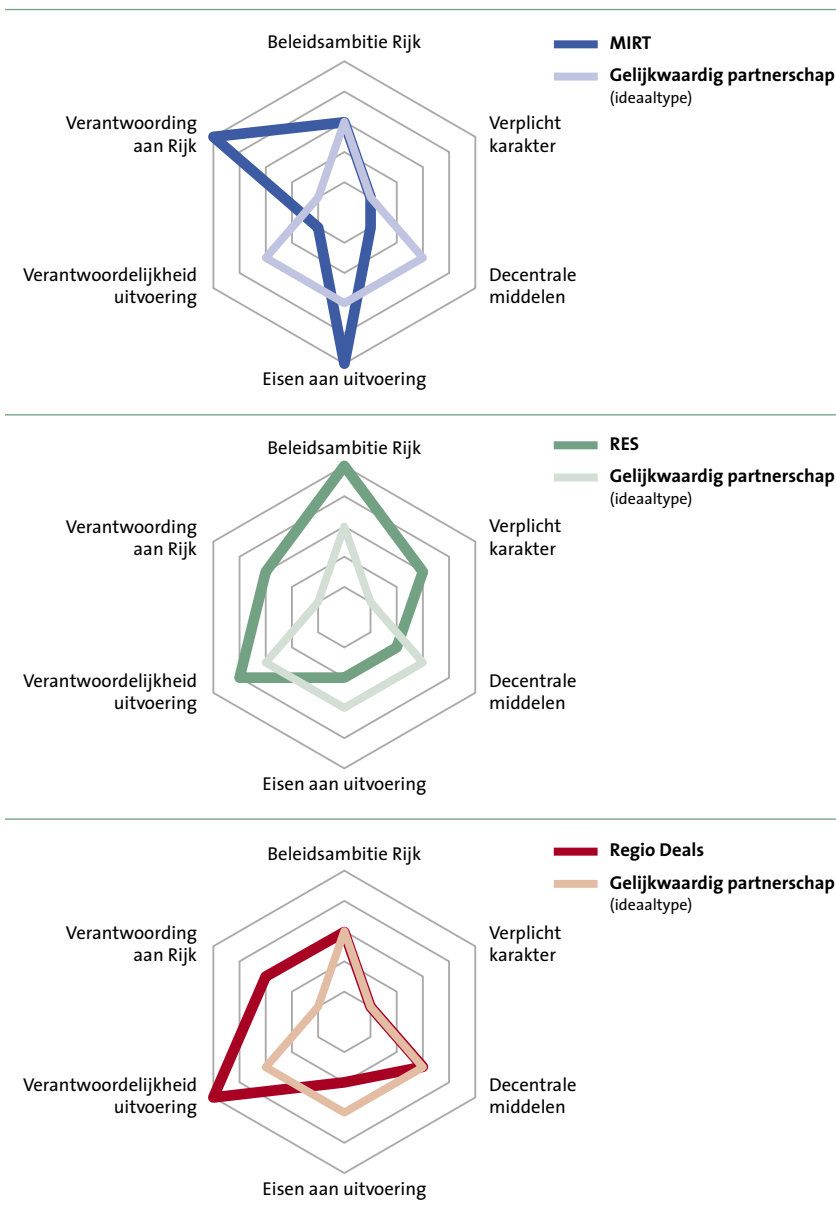 Beleidsambitie Rijk
MIRT
Gelijkwaardig partnerschap
(ideaaltype)
Verantwoording
aan Rijk
Verplicht
karakter
Verantwoordelijkheid
uitvoering
Decentrale
middelen
Eisen aan uitvoering
Beleidsambitie Rijk
RES
Gelijkwaardig partnerschap
(ideaaltype)
Verantwoording
aan Rijk
Verplicht
karakter
Verantwoordelijkheid
uitvoering
Decentrale
middelen
Eisen aan uitvoering
Beleidsambitie Rijk
Regio Deals
Gelijkwaardig partnerschap
(ideaaltype)
Verantwoording
aan Rijk
Verplicht
karakter
Verantwoordelijkheid
uitvoering
Decentrale
middelen
Eisen aan uitvoering